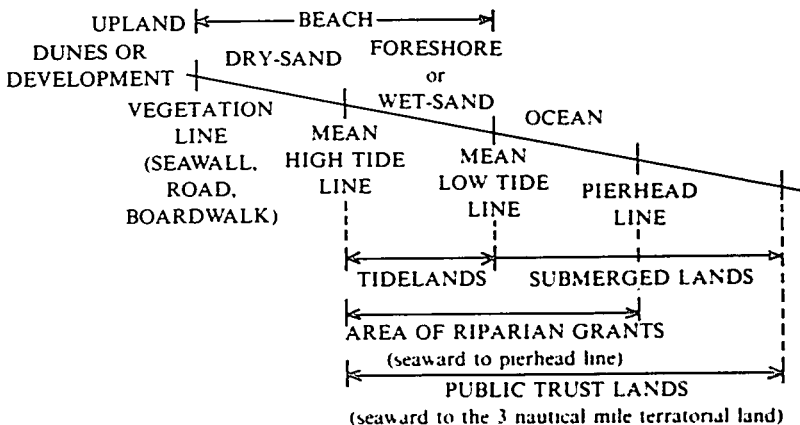 UPLAND
BEACH
DUNES OR
DEVELOPMENT
DRY-SAND
FORESHORE
or
WET-SAND
OCEAN
VEGETATION
LINE
(SEAWALL,
ROAD,
BOARDWALK)
MEAN
HIGH TIDE
LINE
MEAN
LOW TIDE
LINE
PIERHEAD
LINE
TIDELANDS
SUBMERGED LANDS
AREA OF RIPARIAN GRANTS
(seaward to pierhead line)
PUBLIC TRUST LANDS
(seaward to the 3 nautical mile terratorial land)